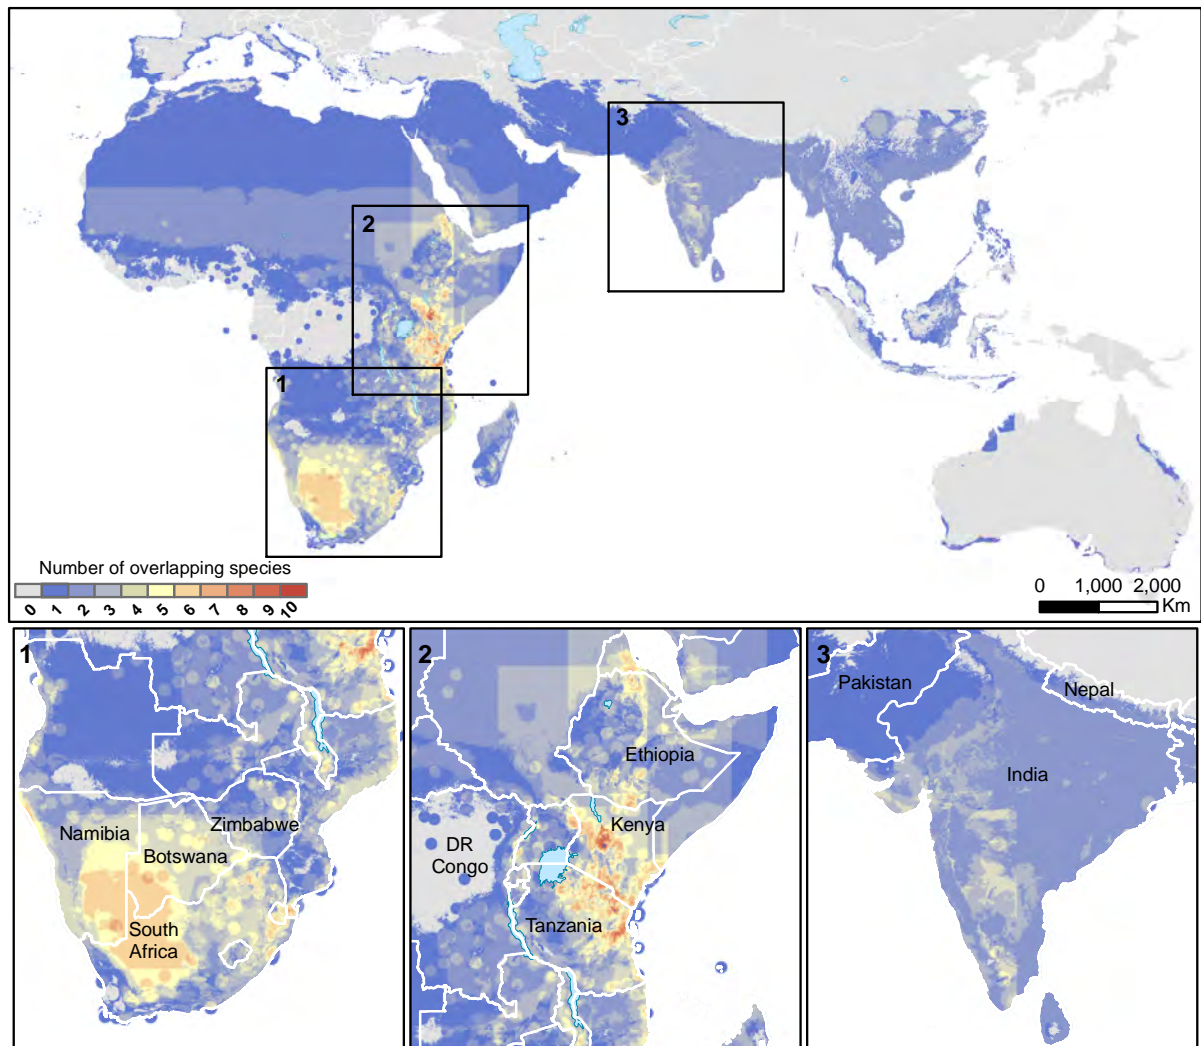 3
2
1
Number of overlapping species
0 1 2 3 4 5 6 7 8 9 10
0 1,000 2,000
Km
1
Namibia
Zimbabwe
Botswana
South
Africa
2
Ethiopia
Kenya
DR
Congo
Tanzania
3
Pakistan
Nepal
India